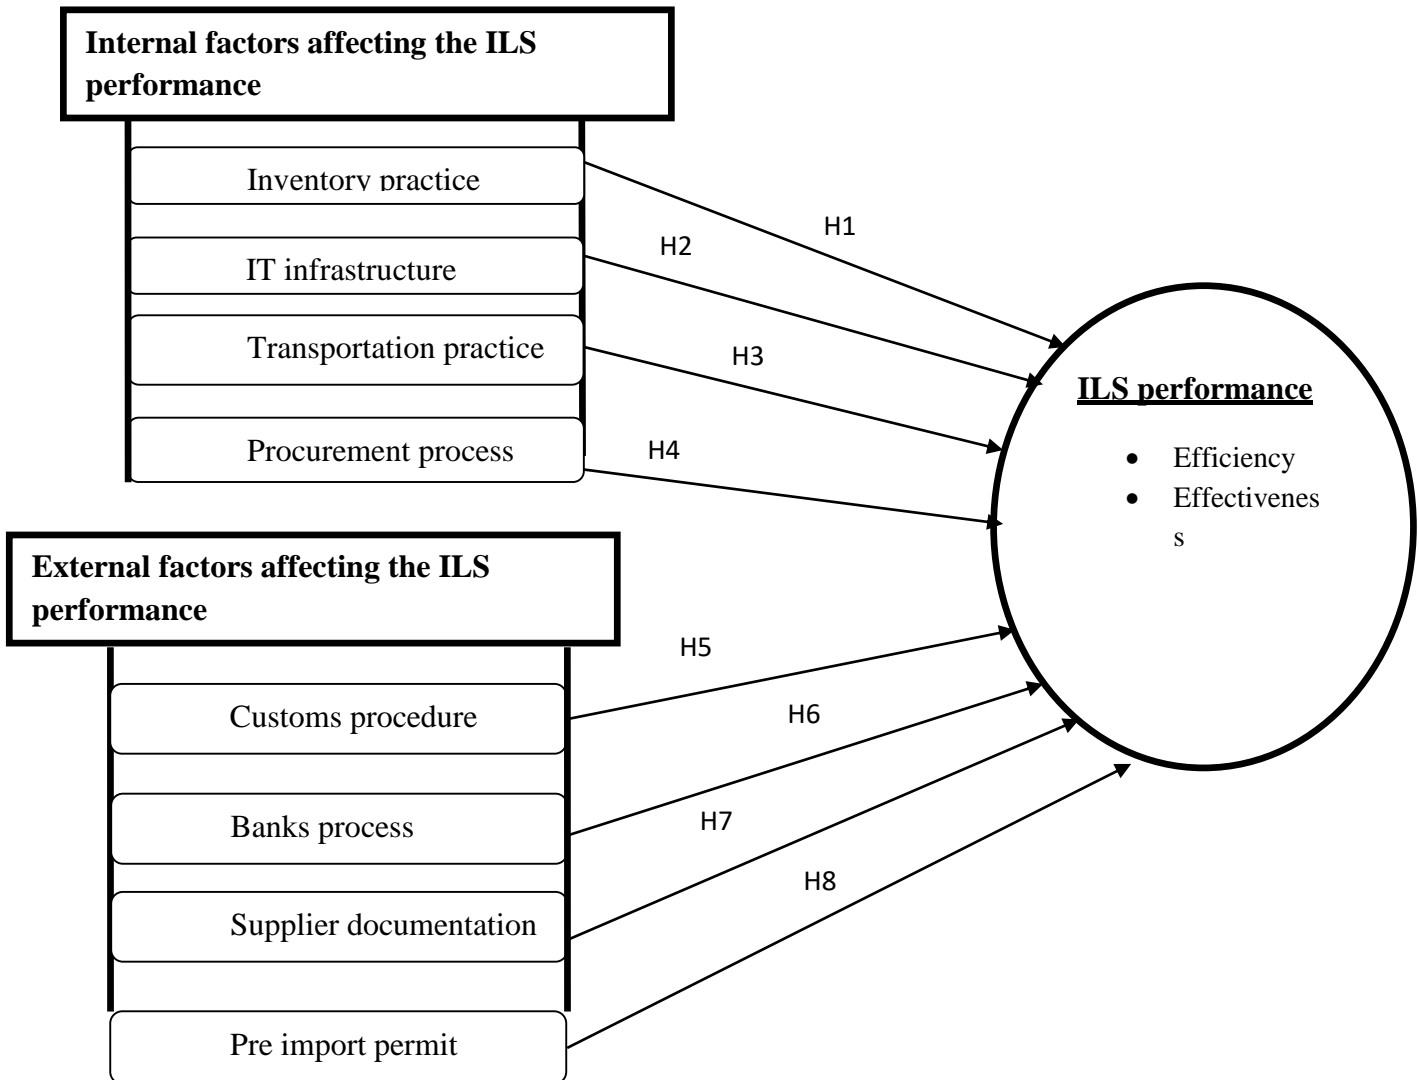 Internal factors affecting the ILS
performance
Inventory practice
IT infrastructure
Transportation practice
Procurement process
H1
H2
H3
H4
ILS performance
• Efficiency
• Effectivenes
s
External factors affecting the ILS
performance
Customs procedure
Banks process
Supplier documentation
Pre import permit
H5
H6
H7
H8